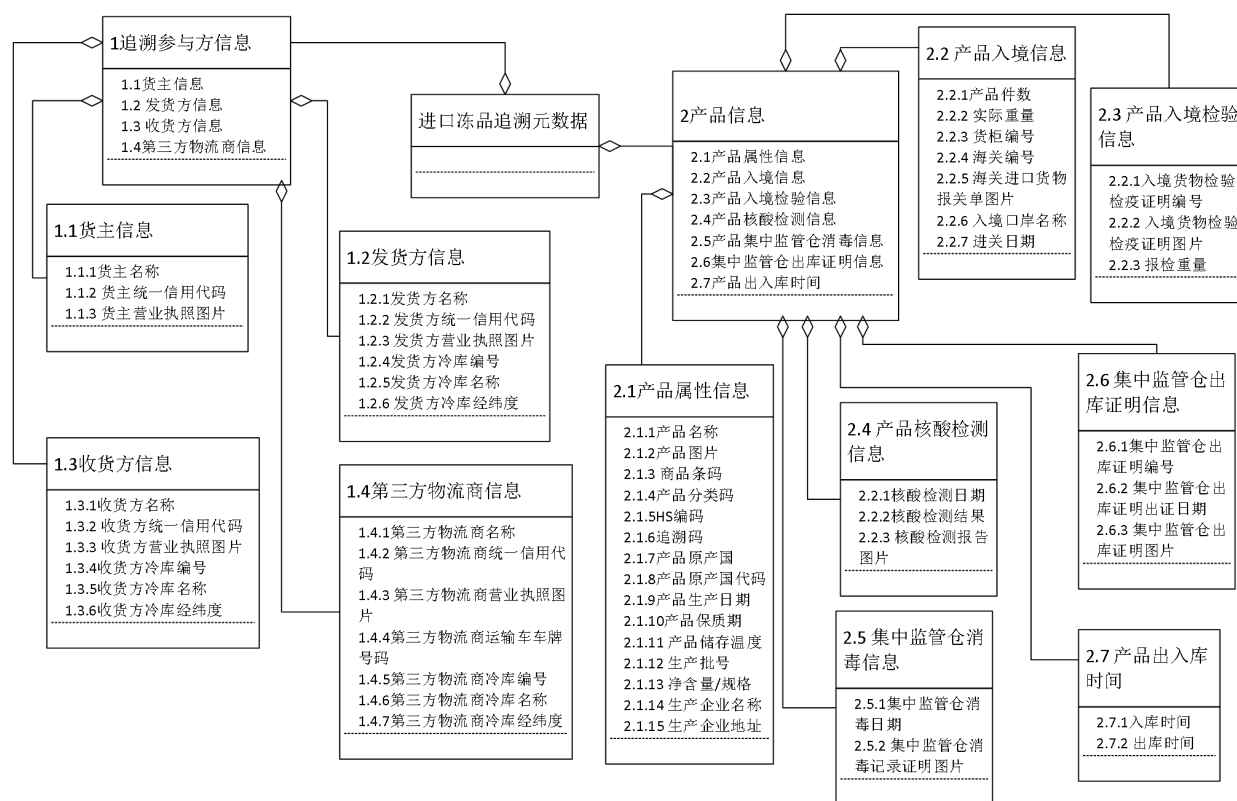 1追溯参与方信息
1.1货主信息
1.2 发货方信息
1.3 收货方信息
1.4第三方物流商信息
进口冻品追溯元数据
2产品信息
2.1产品属性信息
2.2产品入境信息
2.3产品入境检验信息
2.4产品核酸检测信息
2.5产品集中监管仓消毒信息
2.6集中监管仓出库证明信息
2.7产品出入库时间
2.2 产品入境信息
2.2.1产品件数
2.2.2 实际重量
2.2.3 货柜编号
2.2.4 海关编号
2.2.5 海关进口货物
报关单图片
2.2.6 入境口岸名称
2.2.7 进关日期
2.3 产品入境检验
信息
2.2.1入境货物检验
检疫证明编号
2.2.2 入境货物检验
检疫证明图片
2.2.3 报检重量
1.1货主信息
1.1.1货主名称
1.1.2 货主统一信用代码
1.1.3 货主营业执照图片
1.2发货方信息
1.2.1发货方名称
1.2.2 发货方统一信用代码
1.2.3 发货方营业执照图片
1.2.4发货方冷库编号
1.2.5发货方冷库名称
1.2.6 发货方冷库经纬度
1.3收货方信息
1.3.1收货方名称
1.3.2 收货方统一信用代码
1.3.3 收货方营业执照图片
1.3.4收货方冷库编号
1.3.5收货方冷库名称
1.3.6收货方冷库经纬度
1.4第三方物流商信息
1.4.1第三方物流商名称
1.4.2 第三方物流商统一信用代
码
1.4.3 第三方物流商营业执照图
片
1.4.4第三方物流商运输车车牌
号码
1.4.5第三方物流商冷库编号
1.4.6第三方物流商冷库名称
1.4.7第三方物流商冷库经纬度
2.1产品属性信息
2.1.1产品名称
2.1.2产品图片
2.1.3 商品条码
2.1.4产品分类码
2.1.5HS编码
2.1.6追溯码
2.1.7产品原产国
2.1.8产品原产国代码
2.1.9产品生产日期
2.1.10产品保质期
2.1.11 产品储存温度
2.1.12 生产批号
2.1.13 净含量/规格
2.1.14 生产企业名称
2.1.15 生产企业地址
2.4 产品核酸检测
信息
2.2.1核酸检测日期
2.2.2核酸检测结果
2.2.3 核酸检测报告
图片
2.5 集中监管仓消
毒信息
2.5.1集中监管仓消
毒日期
2.5.2 集中监管仓消
毒记录证明图片
2.6 集中监管仓出
库证明信息
2.6.1集中监管仓出
库证明编号
2.6.2 集中监管仓出
库证明出证日期
2.6.3 集中监管仓出
库证明图片
2.7 产品出入库
时间
2.7.1入库时间
2.7.2 出库时间